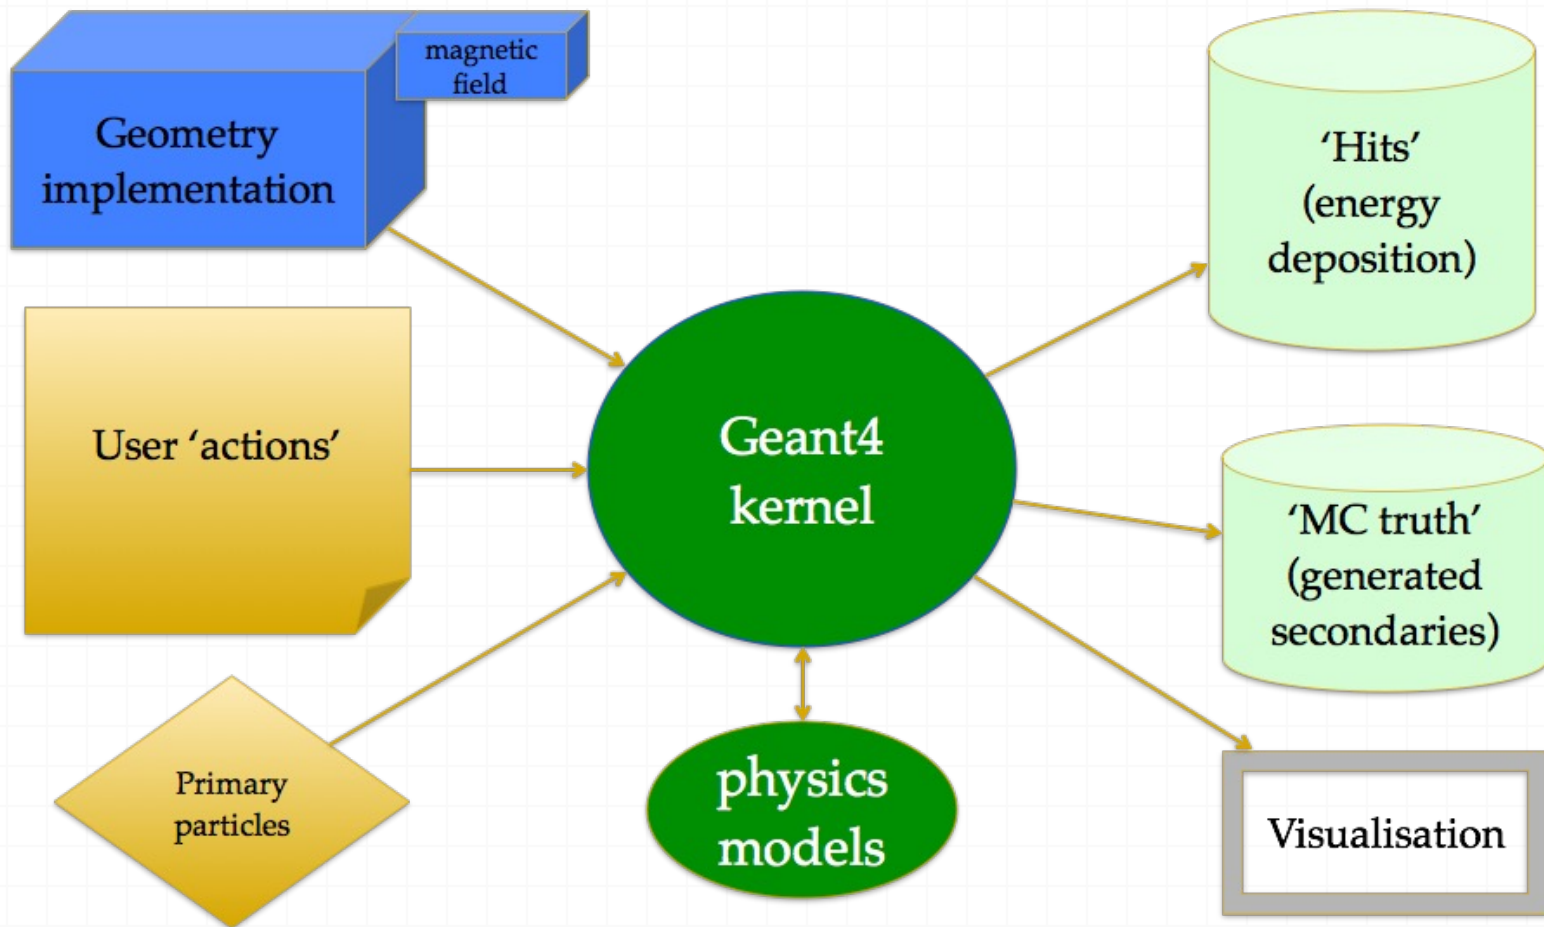 magnetic
field
Geometry
implementation
User ‘actions’
Primary
particles
Geant4
kernel
physics
models
‘Hits’
(energy
deposition)
‘MC truth’
(generated
secondaries)
Visualisation